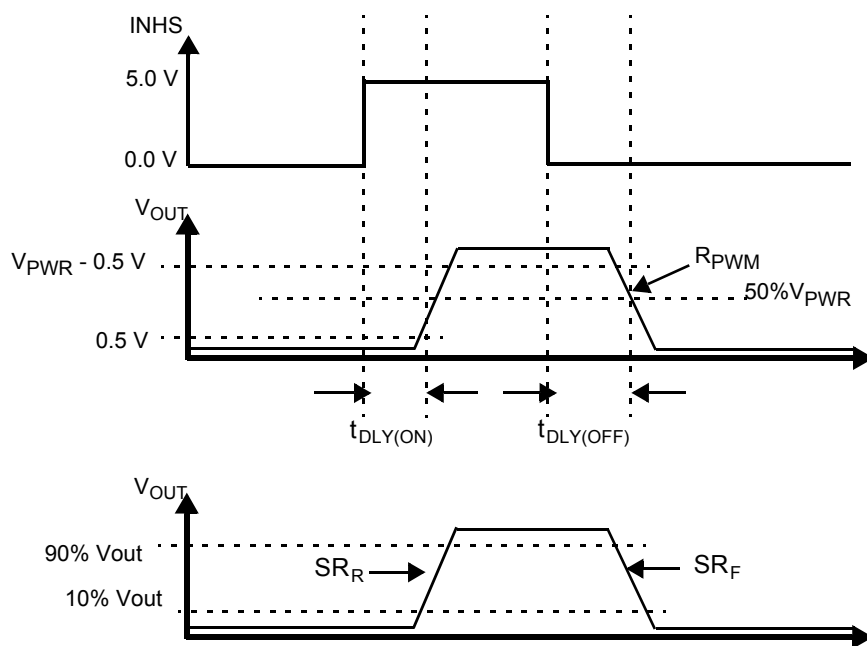 INHS
5.0 V
0.0 V
VOUT
VPWR - 0.5 V
RPWM
50%VPWR
0.5 V
tDLY(ON)
tDLY(OFF)
VOUT
90% Vout
SRR
SRF
10% Vout